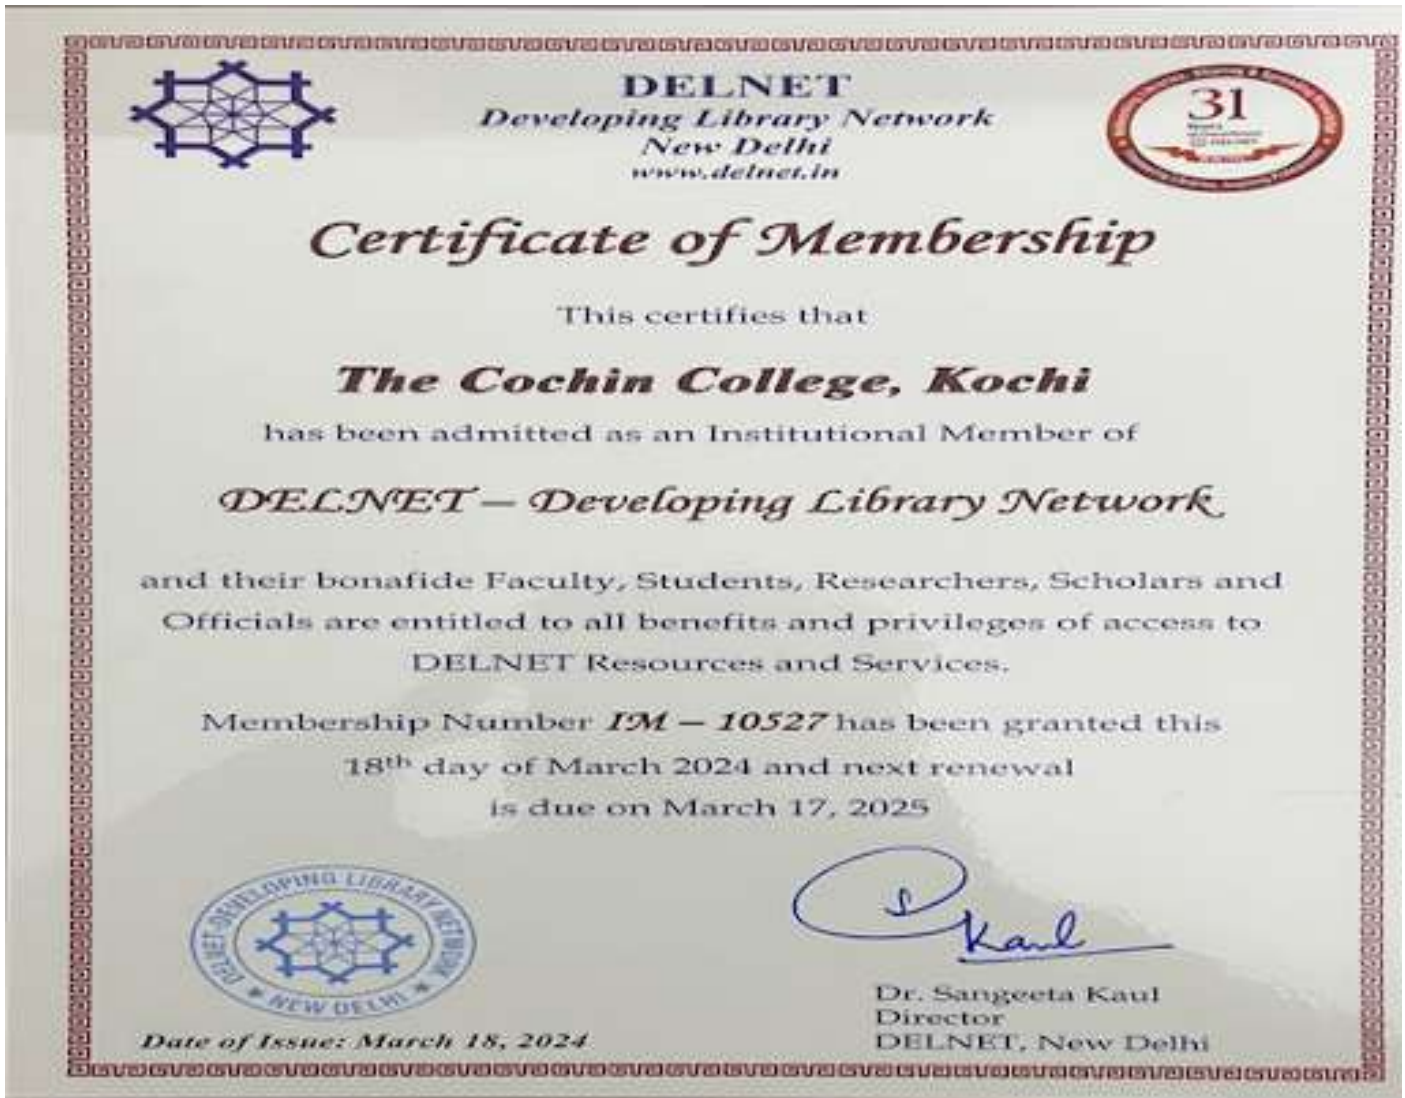 DELNET
Developing Library Network
New Delhi
www.delnet.in
31
Certificate of Membership
This certifies that
The Cochin College, Kochi
has been admitted as an Institutional Member of
DELNET – Developing Library Network
and their bonafide Faculty, Students, Researchers, Scholars and
Officials are entitled to all benefits and privileges of access to
DELNET Resources and Services.
Membership Number IM – 10527 has been granted this
18th day of March 2024 and next renewal
is due on March 17, 2025
DELNET-DEVELOPING LIBRARY NETWORK
NEW DELHI
Kaul
Dr. Sangeeta Kaul
Director
DELNET, New Delhi
Date of Issue: March 18, 2024